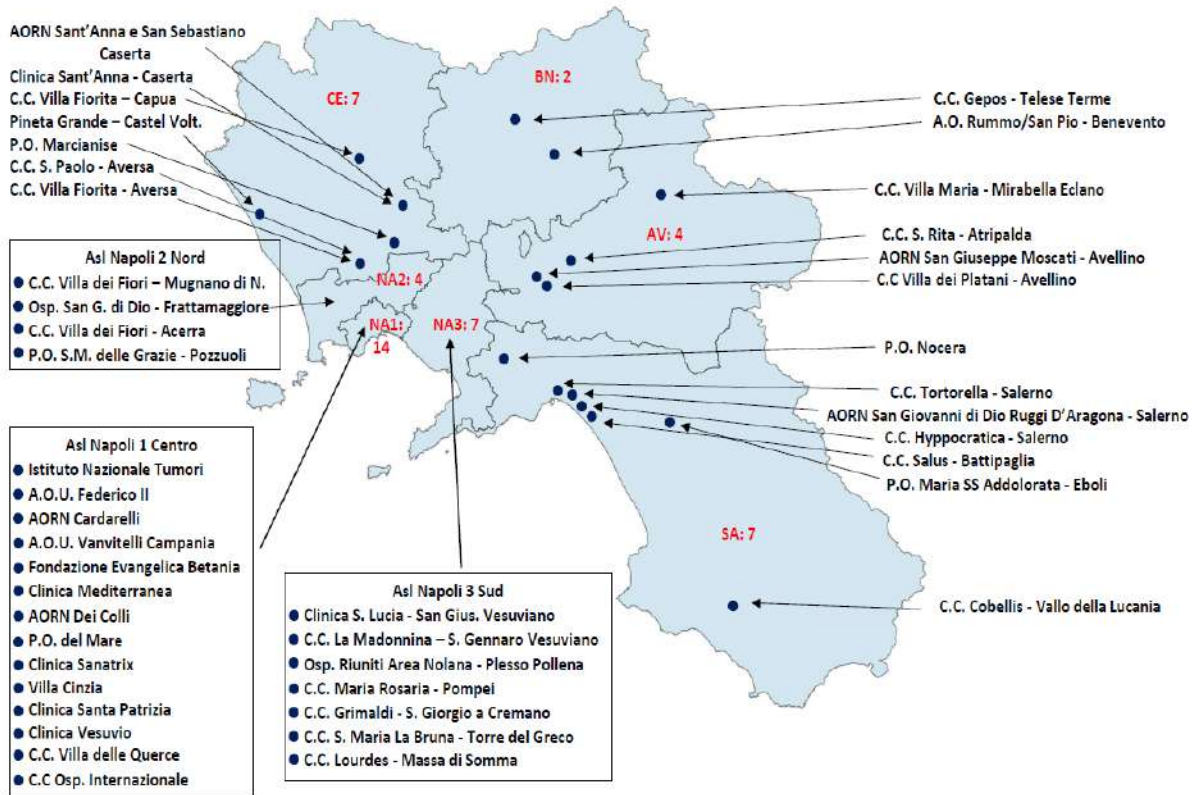 AORN Sant'Anna e San Sebastiano
Caserta
Clinica Sant'Anna - Caserta
C.C. Villa Fiorita – Capua
Pineta Grande – Castel Volt.
P.O. Marcianise
C.C. S. Paolo - Aversa
C.C. Villa Fiorita - Aversa
CE: 7
BN: 2
C.C. Gepos - Telese Terme
A.O. Rummo/San Pio - Benevento
C.C. Villa Maria - Mirabella Eclano
AV: 4
C.C. S. Rita - Atripalda
AORN San Giuseppe Moscati - Avellino
C.C Villa dei Platani - Avellino
Asl Napoli 2 Nord
C.C. Villa dei Fiori – Mugnano di N.
Osp. San G. di Dio - Frattamaggiore
C.C. Villa dei Fiori - Acerra
P.O. S.M. delle Grazie - Pozzuoli
NA2: 4
NA1:
14
NA3: 7
P.O. Nocera
C.C. Tortorella - Salerno
AORN San Giovanni di Dio Ruggi D'Aragona - Salerno
C.C. Hyppocratica - Salerno
C.C. Salus - Battipaglia
P.O. Maria SS Addolorata - Eboli
SA: 7
C.C. Cobellis - Vallo della Lucania
Asl Napoli 1 Centro
Istituto Nazionale Tumori
A.O.U. Federico II
AORN Cardarelli
A.O.U. Vanvitelli Campania
Fondazione Evangelica Betania
Clinica Mediterranea
AORN Dei Colli
P.O. del Mare
Clinica Sanatrix
Villa Cinzia
Clinica Santa Patrizia
Clinica Vesuvio
C.C. Villa delle Querce
C.C Osp. Internazionale
Asl Napoli 3 Sud
Clinica S. Lucia - San Gius. Vesuviano
C.C. La Madonnina – S. Gennaro Vesuviano
Osp. Riuniti Area Nolana - Plesso Pollena
C.C. Maria Rosaria - Pompei
C.C. Grimaldi - S. Giorgio a Cremano
C.C. S. Maria La Bruna - Torre del Greco
C.C. Lourdes - Massa di Somma